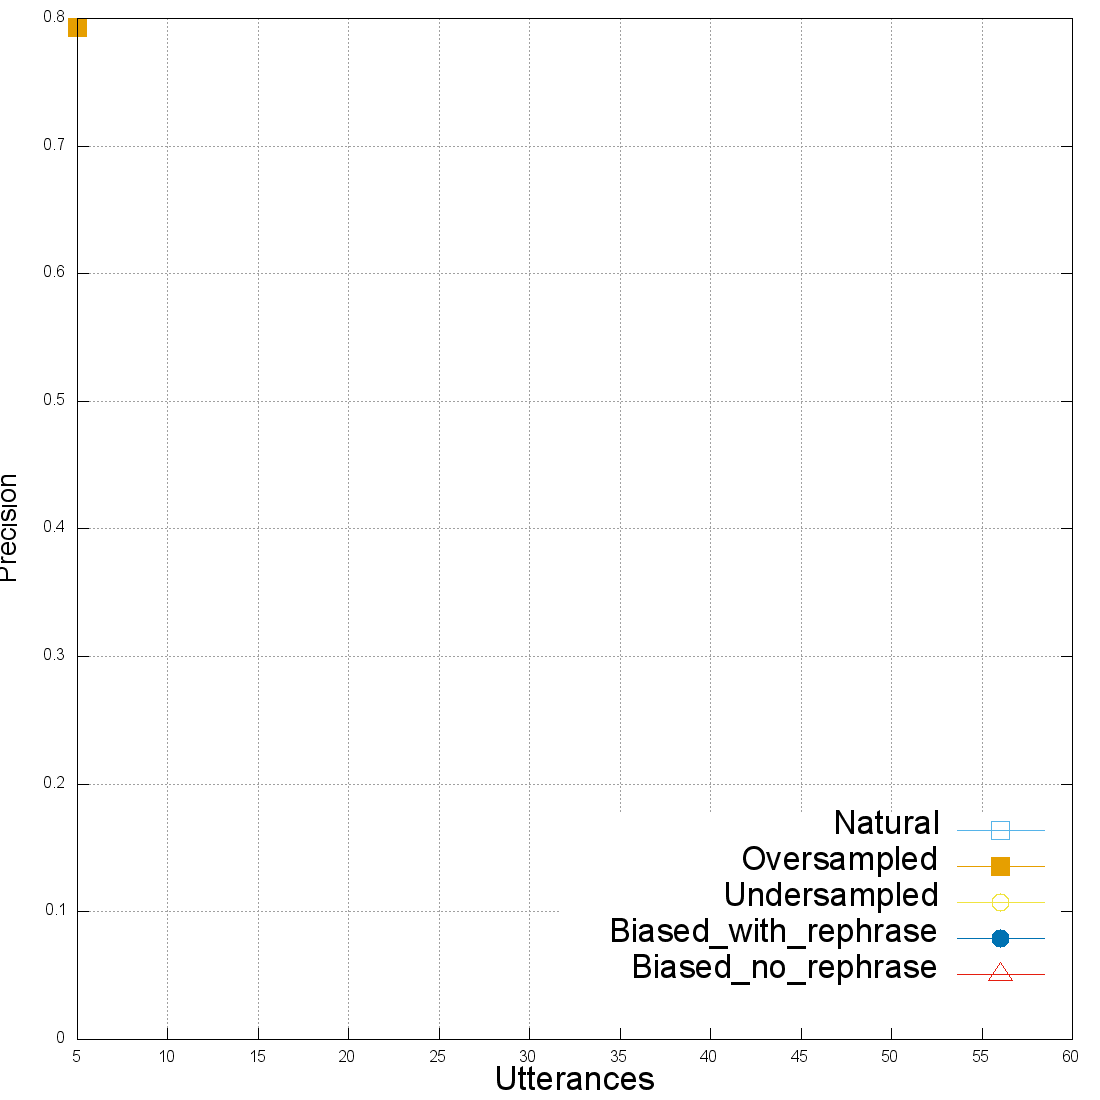 0.8
0.7
0.6
0.5
0.4
0.3
0.2
0.1
0
Precision
Natural
Oversampled
Undersampled
Biased_with_rephrase
Biased_no_rephrase
5 10 15 20 25 30 35 40 45 50 55 60
Utterances